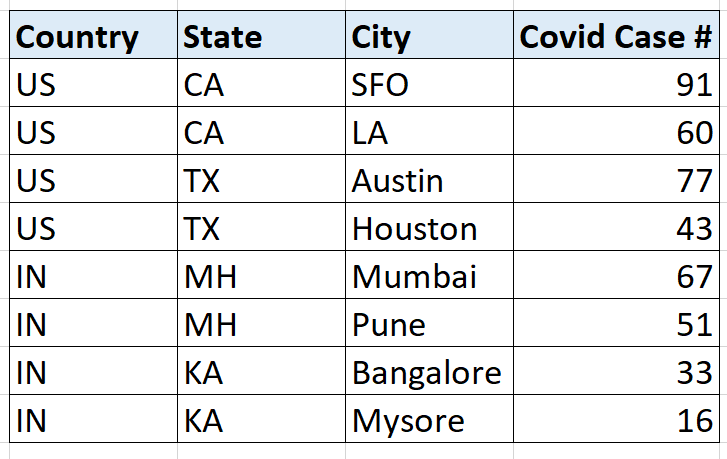 Country State City Covid Case #
US CA SFO 91
US CA LA 60
US TX Austin 77
US TX Houston 43
IN MH Mumbai 67
IN MH Pune 51
IN KA Bangalore 33
IN KA Mysore 16